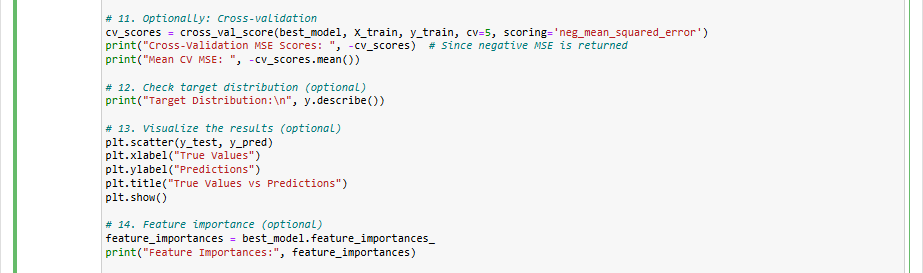 # 11. Optionally: Cross-validation
cv_scores = cross_val_score(best_model, X_train, y_train, cv=5, scoring='neg_mean_squared_error')
print("Cross-Validation MSE Scores: ", -cv_scores)  # Since negative MSE is returned
print("Mean CV MSE: ", -cv_scores.mean())
# 12. Check target distribution (optional)
print("Target Distribution:\n", y.describe())
# 13. Visualize the results (optional)
plt.scatter(y_test, y_pred)
plt.xlabel("True Values")
plt.ylabel("Predictions")
plt.title("True Values vs Predictions")
plt.show()
# 14. Feature importance (optional)
feature_importances = best_model.feature_importances_
print("Feature Importances:", feature_importances)